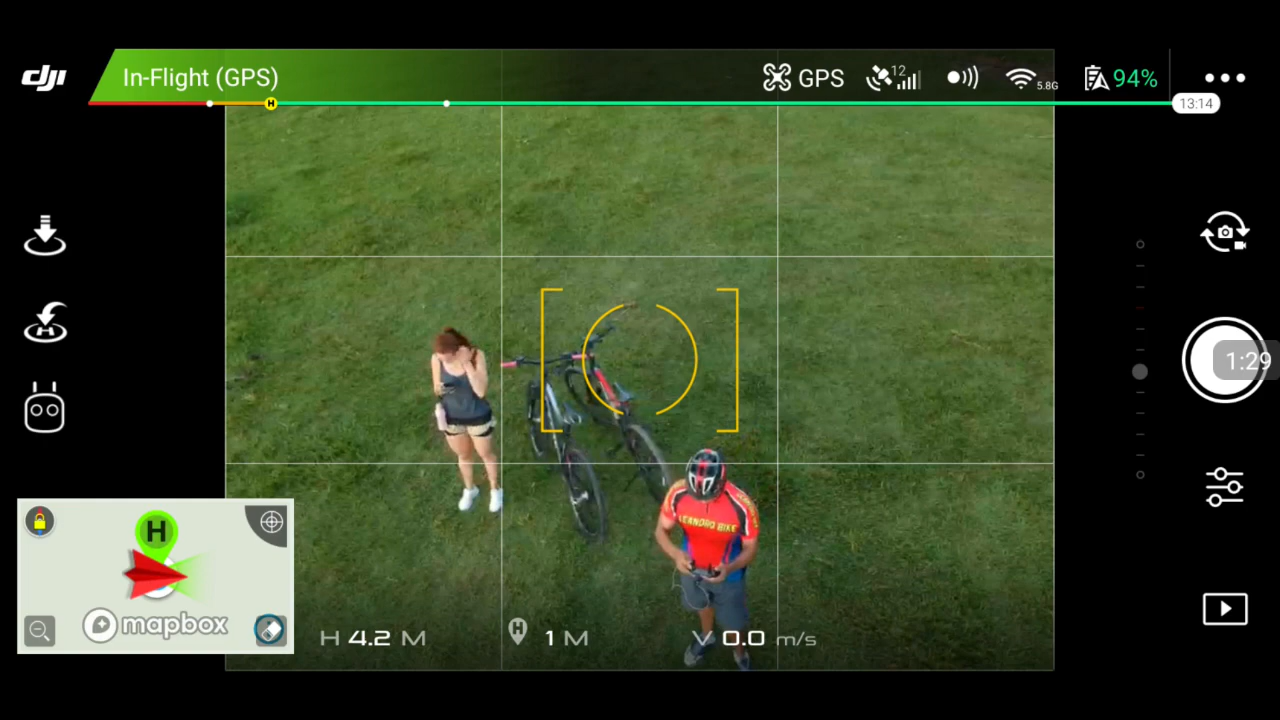 dji
In-Flight (GPS)
GPS
12
5.8G
94%
13:14
H
1:29
LEANDRO BIKE
H
mapbox
H 4.2 M
H 1 M
V 0.0 m/s